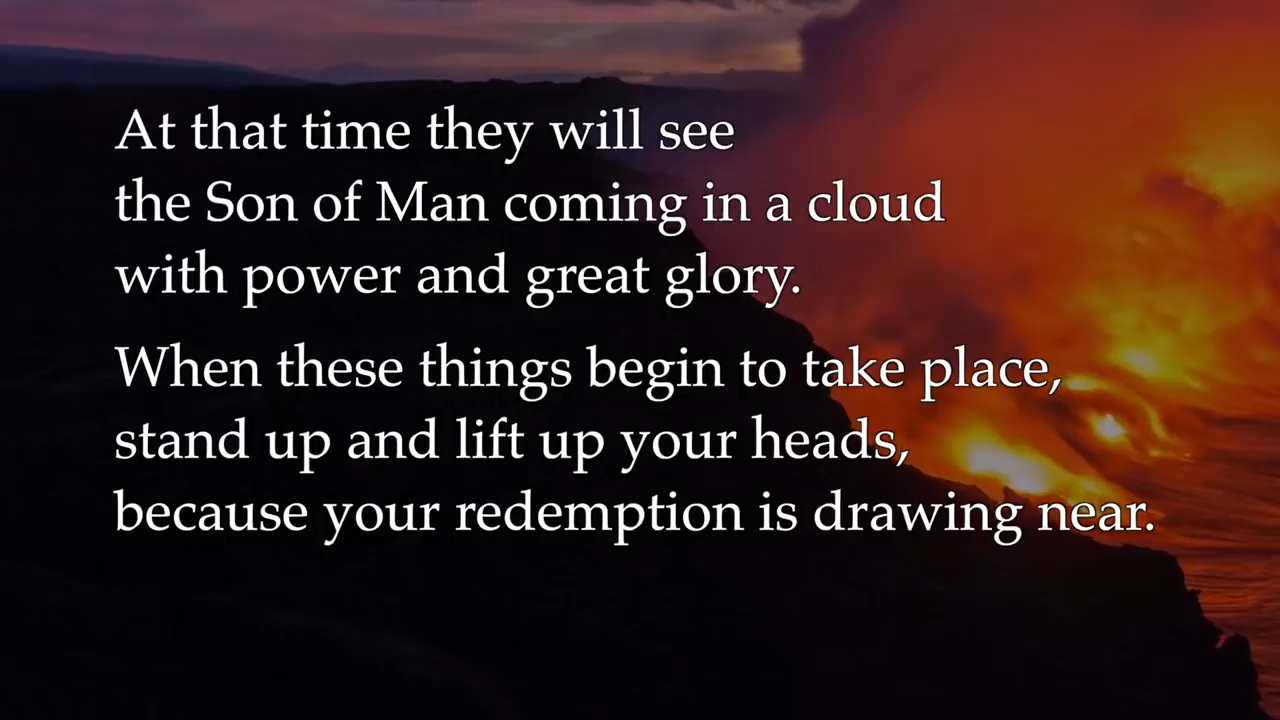 At that time they will see
the Son of Man coming in a cloud
with power and great glory.
When these things begin to take place,
stand up and lift up your heads,
because your redemption is drawing near.